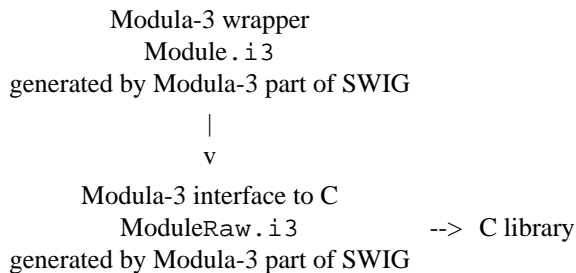 Modula-3 wrapper
Module.i3
generated by Modula-3 part of SWIG
|
v
Modula-3 interface to C
ModuleRaw.i3 --> C library
generated by Modula-3 part of SWIG